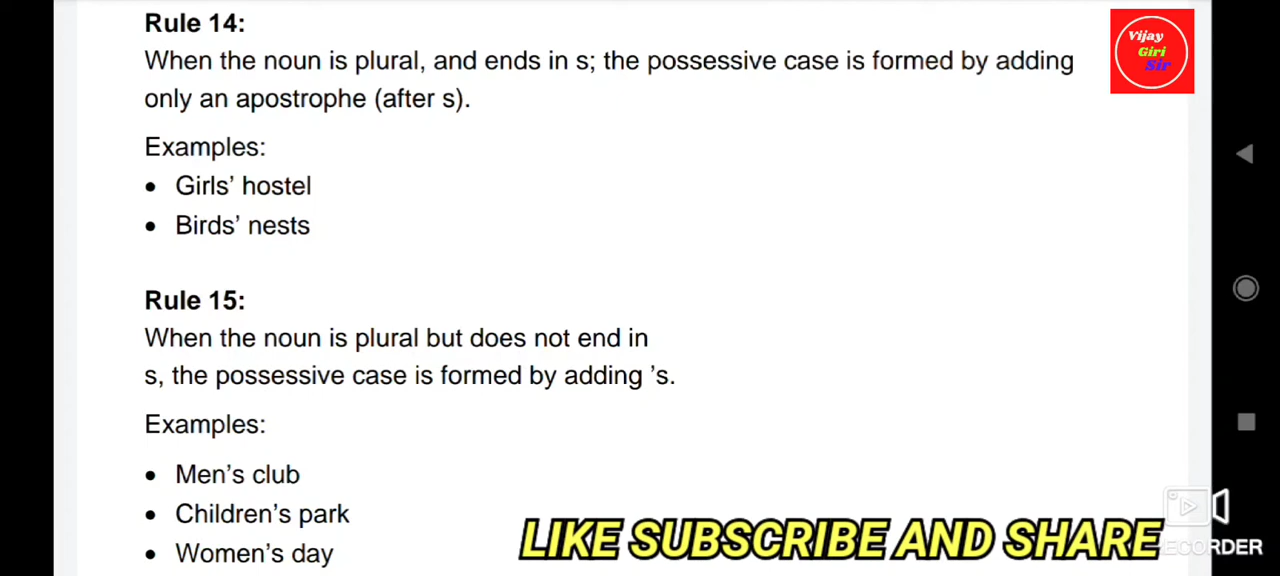 Rule 14:
When the noun is plural, and ends in s; the possessive case is formed by adding
only an apostrophe (after s).
Examples:
• Girls’ hostel
• Birds’ nests
Rule 15:
When the noun is plural but does not end in
s, the possessive case is formed by adding ’s.
Examples:
• Men’s club
• Children’s park
• Women’s day
Vijay
Giri
Sir
LIKE SUBSCRIBE AND SHARE
ECORDER